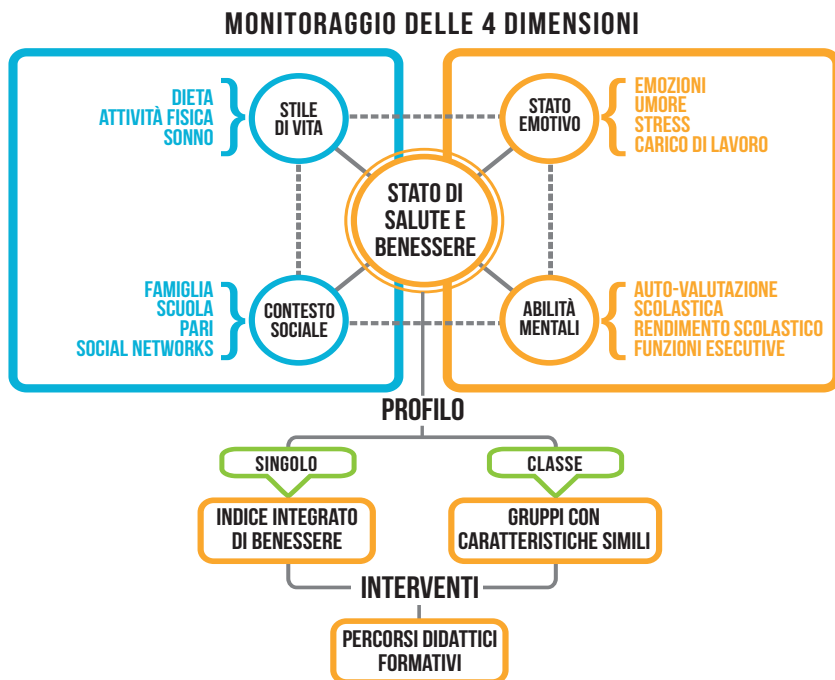 MONITORAGGIO DELLE 4 DIMENSIONI
DIETA
ATTIVITÀ FISICA
SONNO
STILE
DI VITA
STATO
EMOTIVO
EMOZIONI
UMORE
STRESS
CARICO DI LAVORO
STATO DI
SALUTE E
BENESSERE
FAMIGLIA
SCUOLA
PARI
SOCIAL NETWORKS
CONTESTO
SOCIALE
ABILITÀ
MENTALI
AUTO-VALUTAZIONE
SCOLASTICA
RENDIMENTO SCOLASTICO
FUNZIONI ESECUTIVE
PROFILO
SINGOLO
CLASSE
INDICE INTEGRATO
DI BENESSERE
GRUPPI CON
CARATTERISTICHE SIMILI
INTERVENTI
PERCORSI DIDATTICI
FORMATIVI